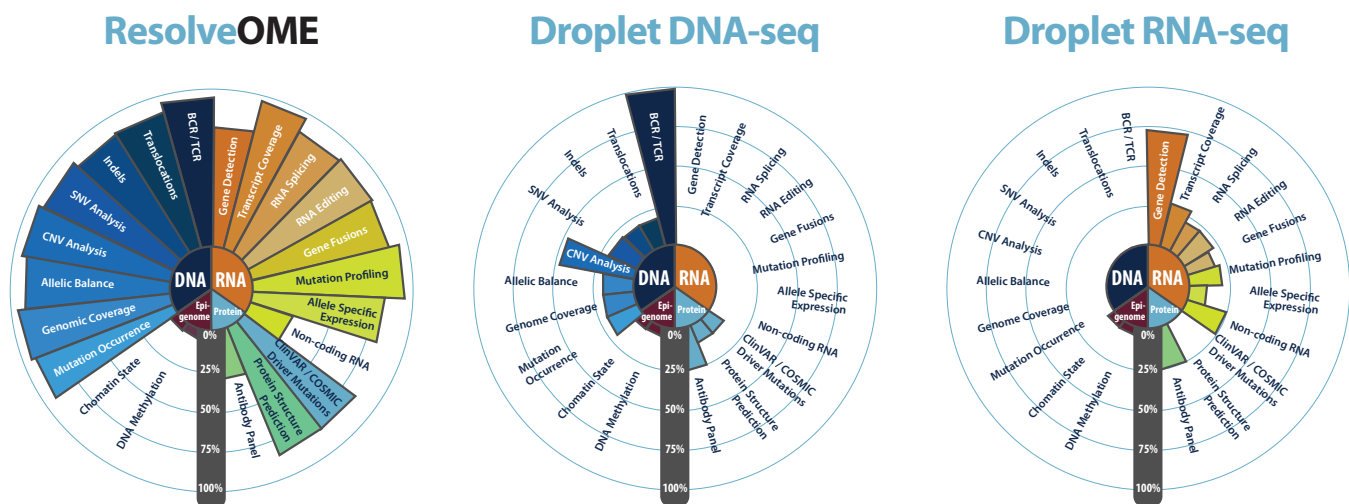 ResolveOME
BCR / TCR
Gene Detection
Transcript Coverage
RNA Splicing
RNA Editing
Gene Fusions
Mutation Profiling
Allele Specific
Expression
Non-coding RNA
ClinVAR / COSMIC
Driver Mutations
Protein Structure
Prediction
Antibody Panel
DNA Methylation
Chomatin State
Mutation Occurrence
Genomic Coverage
Allelic Balance
CNV Analysis
SNV Analysis
Indels
Translocations
DNA
RNA
Epi-
genome
Protein
0%
25%
50%
75%
100%
Droplet DNA-seq
BCR / TCR
Gene Detection
Transcript Coverage
RNA Splicing
RNA Editing
Gene Fusions
Mutation Profiling
Allele Specific
Expression
Non-coding RNA
ClinVAR / COSMIC
Driver Mutations
Protein Structure
Prediction
Antibody Panel
DNA Methylation
Chomatin State
Mutation
Occurrence
Genome Coverage
Allelic Balance
CNV Analysis
SNV Analysis
Indels
Translocations
DNA
RNA
Epi-
genome
Protein
0%
25%
50%
75%
100%
Droplet RNA-seq
BCR / TCR
Gene Detection
Transcript Coverage
RNA Splicing
RNA Editing
Gene Fusions
Mutation Profiling
Allele Specific
Expression
Non-coding RNA
ClinVAR / COSMIC
Driver Mutations
Protein Structure
Prediction
Antibody Panel
DNA Methylation
Chomatin State
Mutation Occurrence
Genome Coverage
Allelic Balance
CNV Analysis
SNV Analysis
Indels
Translocations
DNA
RNA
Epi-
genome
Protein
0%
25%
50%
75%
100%